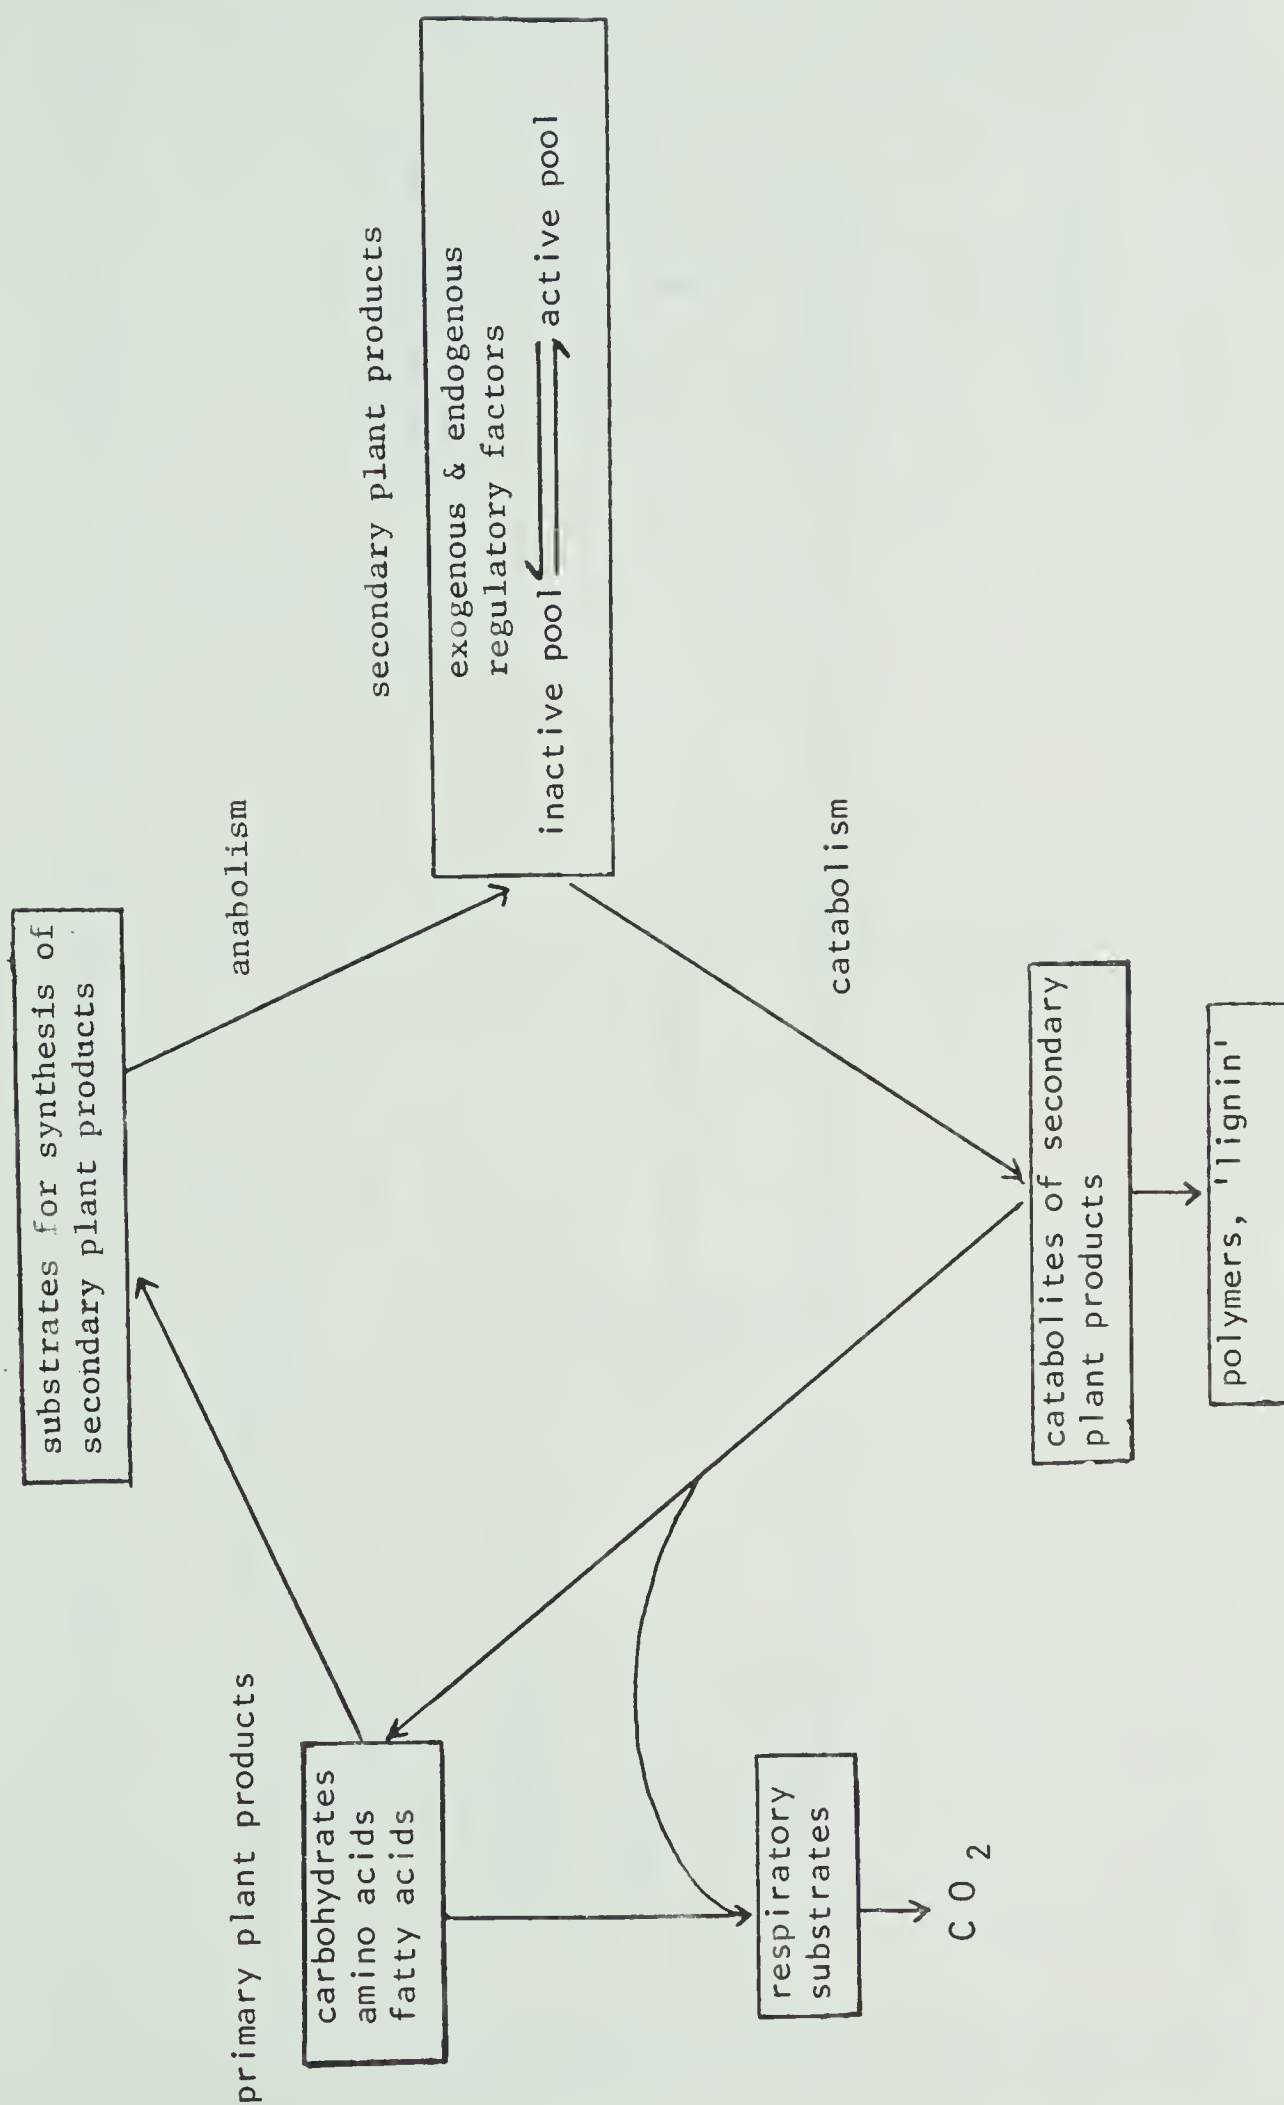 substrates for synthesis of
secondary plant products
anabolism
primary plant products
secondary plant products
carbohydrates
amino acids
fatty acids
exogenous & endogenous
regulatory factors
inactive pool
active pool
catabolism
respiratory
substrates
CO2
catabolites of secondary
plant products
polymers, 'lignin'